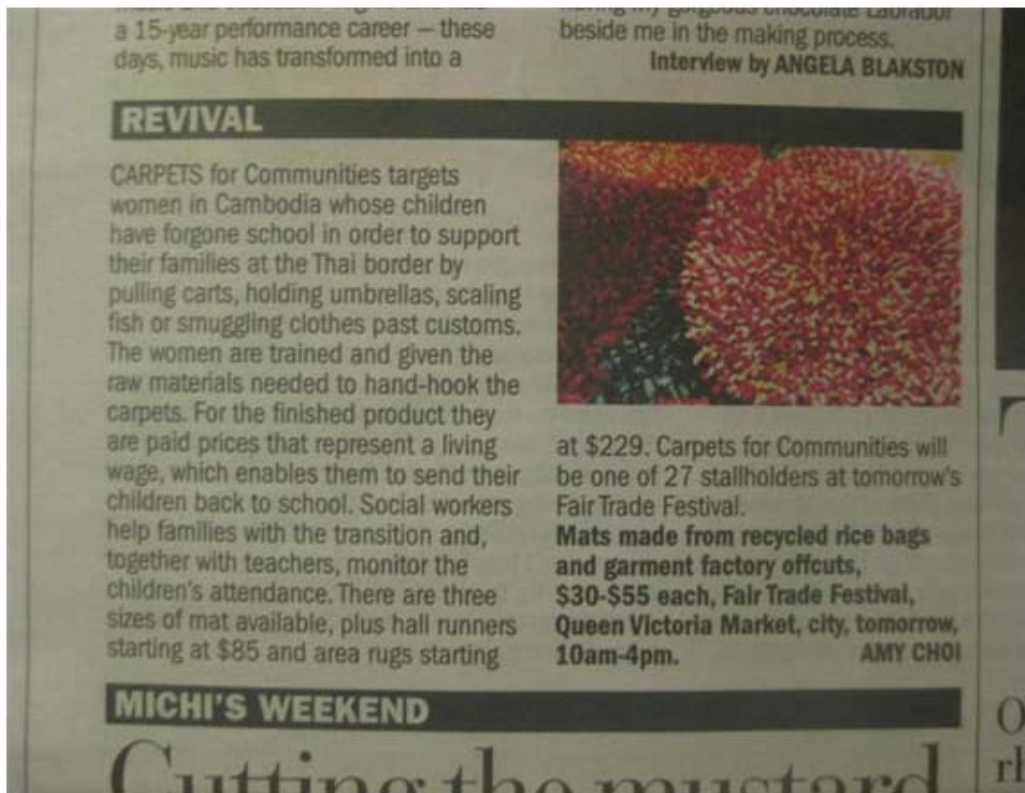 a 15-year performance career — these
days, music has transformed into a
having my gorgeous chocolate Labrador
beside me in the making process.
Interview by ANGELA BLAKSTON
REVIVAL
CARPETS for Communities targets
women in Cambodia whose children
have forgone school in order to support
their families at the Thai border by
pulling carts, holding umbrellas, scaling
fish or smuggling clothes past customs.
The women are trained and given the
raw materials needed to hand-hook the
carpets. For the finished product they
are paid prices that represent a living
wage, which enables them to send their
children back to school. Social workers
help families with the transition and,
together with teachers, monitor the
children's attendance. There are three
sizes of mat available, plus hall runners
starting at $85 and area rugs starting
at $229. Carpets for Communities will
be one of 27 stallholders at tomorrow's
Fair Trade Festival.
Mats made from recycled rice bags
and garment factory offcuts,
$30-$55 each, Fair Trade Festival,
Queen Victoria Market, city, tomorrow,
10am-4pm. AMY CHOI
MICHI'S WEEKEND
Cutting the mustard